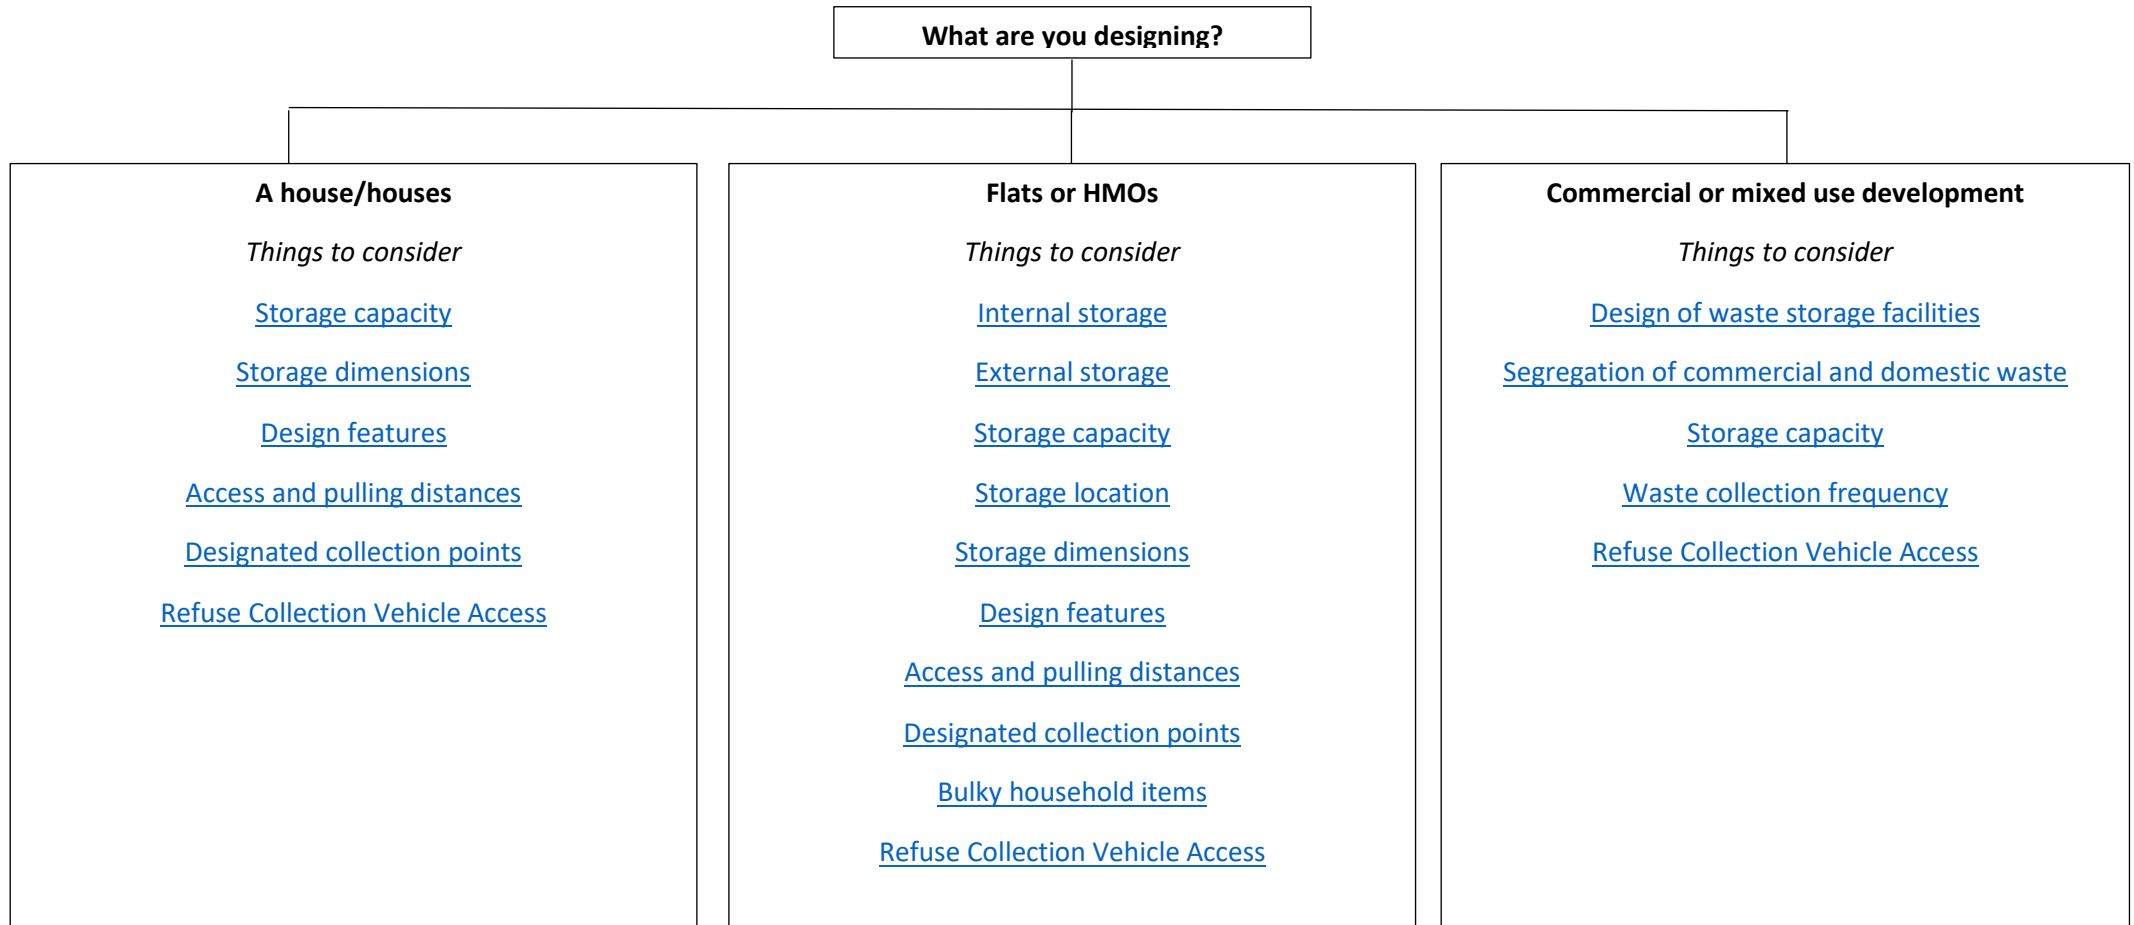 What are you designing?
A house/houses
Things to consider
Storage capacity
Storage dimensions
Design features
Access and pulling distances
Designated collection points
Refuse Collection Vehicle Access
Flats or HMOs
Things to consider
Internal storage
External storage
Storage capacity
Storage location
Storage dimensions
Design features
Access and pulling distances
Designated collection points
Bulky household items
Refuse Collection Vehicle Access
Commercial or mixed use development
Things to consider
Design of waste storage facilities
Segregation of commercial and domestic waste
Storage capacity
Waste collection frequency
Refuse Collection Vehicle Access